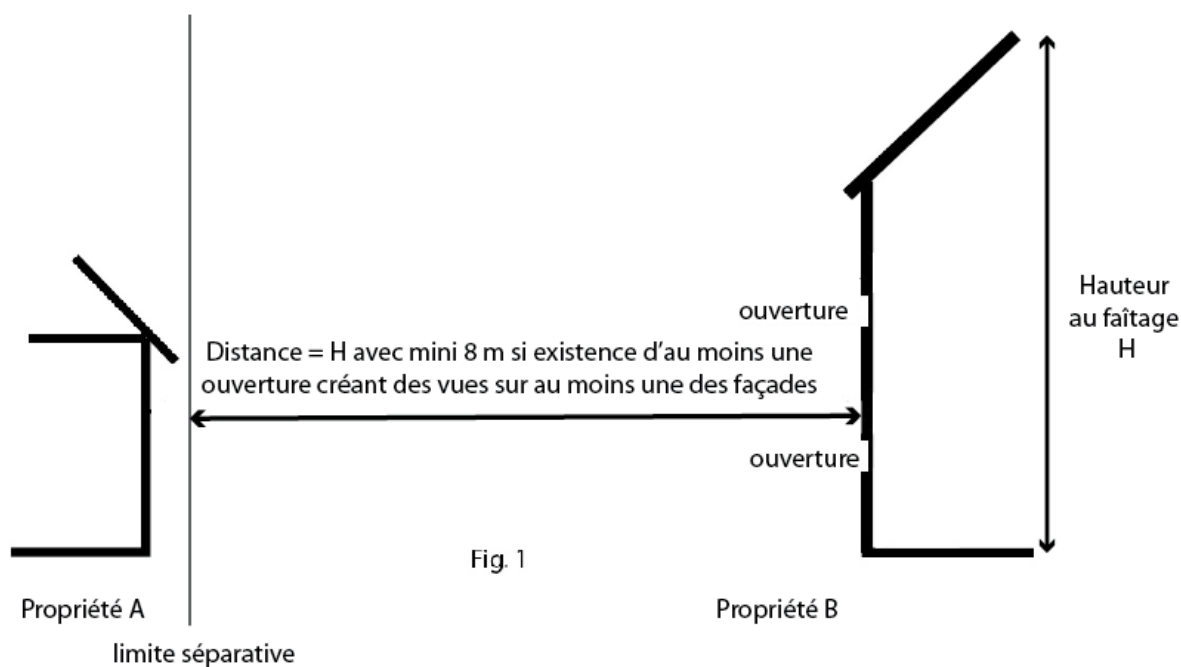 ouverture
Hauteur
au faîtage
H
Distance = H avec mini 8 m si existence d'au moins une
ouverture créant des vues sur au moins une des façades
ouverture
Fig. 1
Propriété A
Propriété B
limite séparative